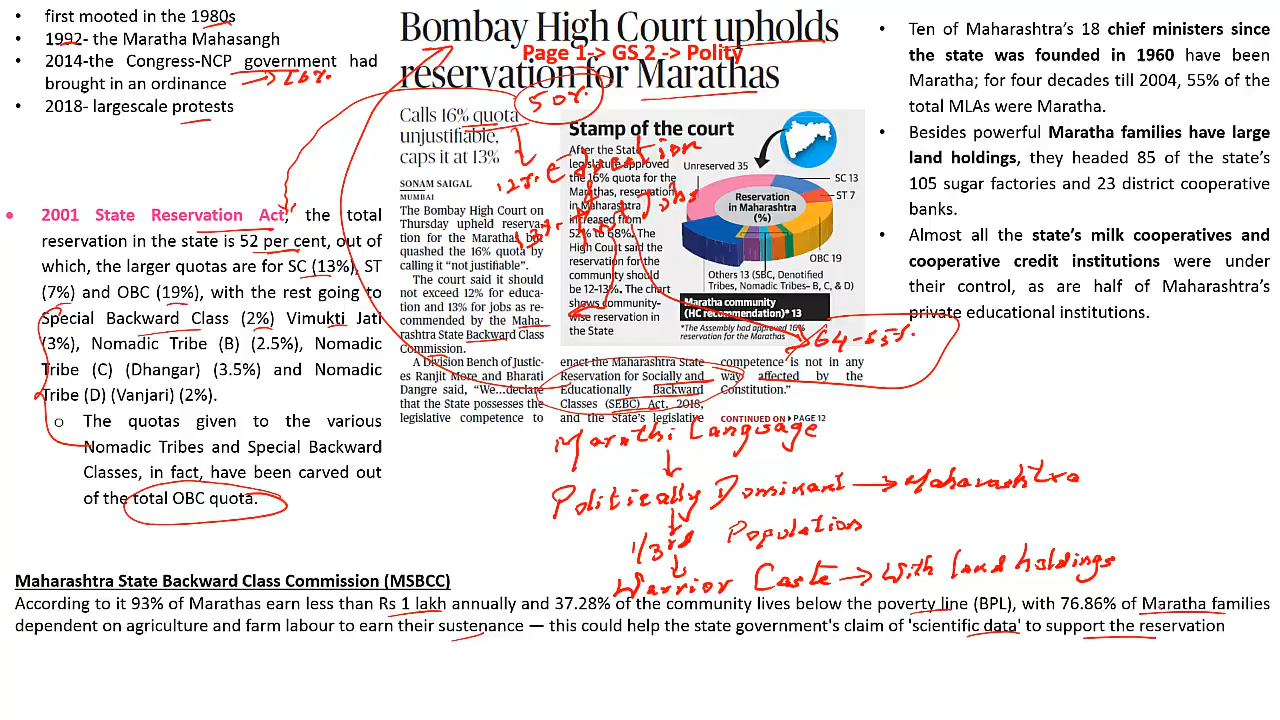 • first mooted in the 1980s
• 1992- the Maratha Mahasangh
• 2014-the Congress-NCP government had
brought in an ordinance
→ 16%
• 2018- largescale protests
• 2001 State Reservation Act, the total
reservation in the state is 52 per cent, out of
which, the larger quotas are for SC (13%), ST
(7%) and OBC (19%), with the rest going to
Special Backward Class (2%) Vimukti Jati
(3%), Nomadic Tribe (B) (2.5%), Nomadic
Tribe (C) (Dhangar) (3.5%) and Nomadic
Tribe (D) (Vanjari) (2%).
o The quotas given to the various
Nomadic Tribes and Special Backward
Classes, in fact, have been carved out
of the total OBC quota.
Bombay High Court upholds
Page 1-> GS 2 -> Polity
reservation for Marathas
50%
Calls 16% quota
unjustifiable,
caps it at 13%
12% Education
13% Jobs
SONAM SAIGAL
MUMBAI
The Bombay High Court on
Thursday upheld reserva-
tion for the Marathas but
quashed the 16% quota by
calling it “not justifiable”.
The court said it should
not exceed 12% for educa-
tion and 13% for jobs as re-
commended by the Maha-
rashtra State Backward Class
Commission.
A Division Bench of Justic-
es Ranjit More and Bharati
Dangre said, “We...declare
that the State possesses the
legislative competence to
Stamp of the court
After the State
legislature approved
the 16% quota for the
Marathas, reservation
in Maharashtra
increased from
52% to 68%. The
High Court said the
reservation for the
community should
be 12-13%. The chart
shows community-
wise reservation in
the State
Unreserved 35
SC 13
ST 7
Reservation
in Maharashtra
(%)
OBC 19
Others 13 (SBC, Denotified
Tribes, Nomadic Tribes- B, C, & D)
Maratha community
(HC recommendation)* 13
*The Assembly had approved 16%
reservation for the Marathas
64-65%
enact the Maharashtra State
Reservation for Socially and
Educationally Backward
Classes (SEBC) Act, 2018,
and the State's legislative
competence is not in any
way affected by the
Constitution.”
CONTINUED ON ▶ PAGE 12
• Ten of Maharashtra’s 18 chief ministers since
the state was founded in 1960 have been
Maratha; for four decades till 2004, 55% of the
total MLAs were Maratha.
• Besides powerful Maratha families have large
land holdings, they headed 85 of the state’s
105 sugar factories and 23 district cooperative
banks.
• Almost all the state’s milk cooperatives and
cooperative credit institutions were under
their control, as are half of Maharashtra’s
private educational institutions.
Marathi Language
Politically Dominant → Maharashtra
1/3rd Population
Warrior Caste → With land holdings
Maharashtra State Backward Class Commission (MSBCC)
According to it 93% of Marathas earn less than Rs 1 lakh annually and 37.28% of the community lives below the poverty line (BPL), with 76.86% of Maratha families
dependent on agriculture and farm labour to earn their sustenance — this could help the state government's claim of 'scientific data' to support the reservation